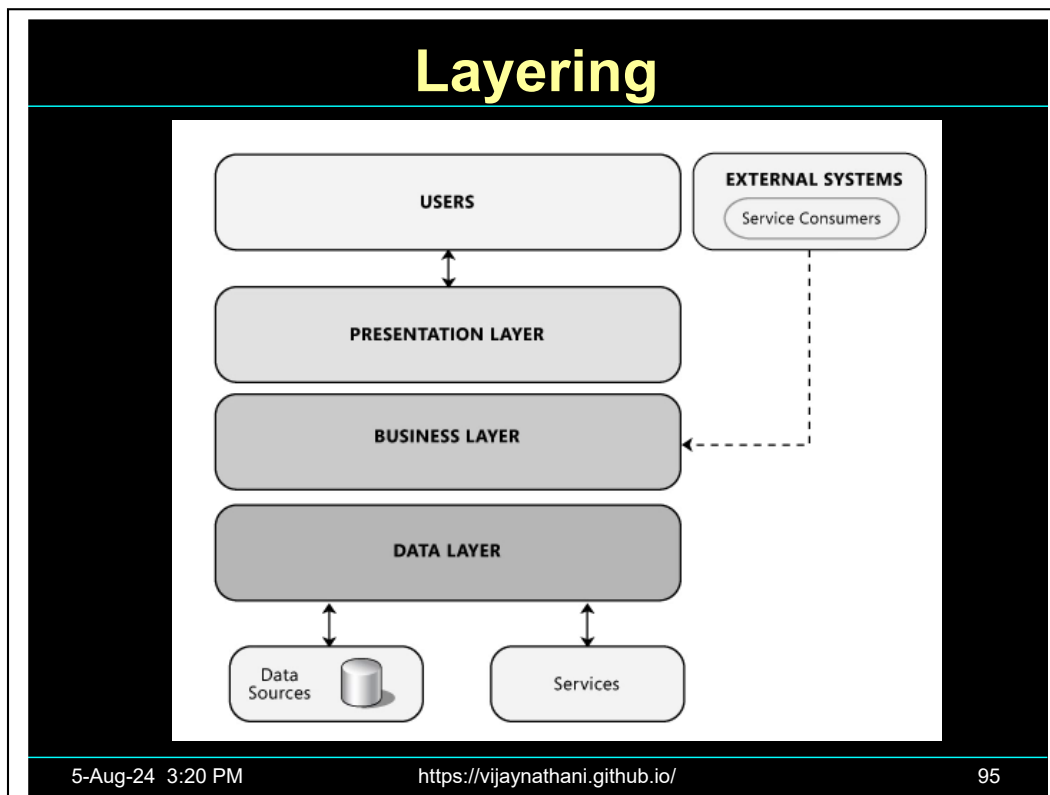 Layering
USERS
EXTERNAL SYSTEMS
Service Consumers
PRESENTATION LAYER
BUSINESS LAYER
DATA LAYER
Data
Sources
Services
5-Aug-24 3:20 PM
https://vijaynathani.github.io/
95